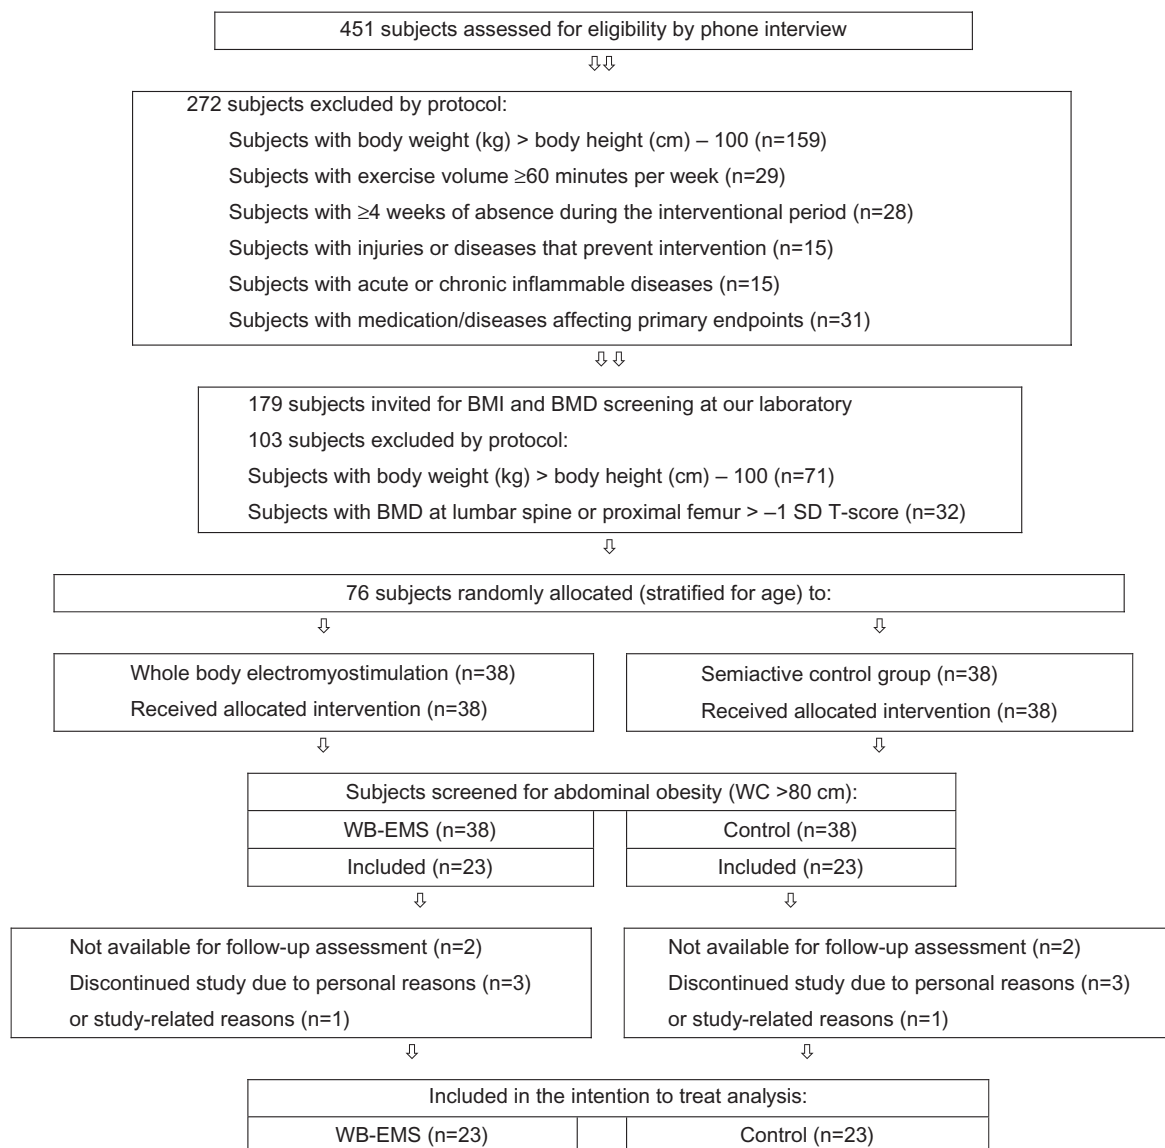 451 subjects assessed for eligibility by phone interview
272 subjects excluded by protocol:
Subjects with body weight (kg) > body height (cm) – 100 (n=159)
Subjects with exercise volume ≥60 minutes per week (n=29)
Subjects with ≥4 weeks of absence during the interventional period (n=28)
Subjects with injuries or diseases that prevent intervention (n=15)
Subjects with acute or chronic inflammable diseases (n=15)
Subjects with medication/diseases affecting primary endpoints (n=31)
179 subjects invited for BMI and BMD screening at our laboratory
103 subjects excluded by protocol:
Subjects with body weight (kg) > body height (cm) – 100 (n=71)
Subjects with BMD at lumbar spine or proximal femur > –1 SD T-score (n=32)
76 subjects randomly allocated (stratified for age) to:
Whole body electromyostimulation (n=38)
Received allocated intervention (n=38)
Semiactive control group (n=38)
Received allocated intervention (n=38)
Subjects screened for abdominal obesity (WC >80 cm):
WB-EMS (n=38)
Control (n=38)
Included (n=23)
Included (n=23)
Not available for follow-up assessment (n=2)
Discontinued study due to personal reasons (n=3)
or study-related reasons (n=1)
Not available for follow-up assessment (n=2)
Discontinued study due to personal reasons (n=3)
or study-related reasons (n=1)
Included in the intention to treat analysis:
WB-EMS (n=23)
Control (n=23)